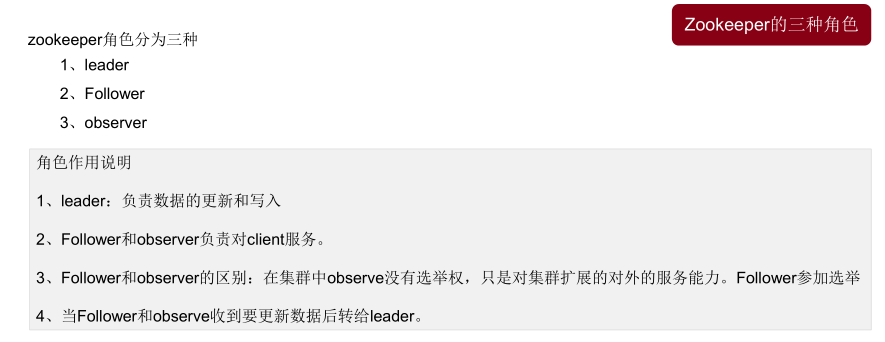 Zookeeper的三种角色
zookeeper角色分为三种
1、leader
2、Follower
3、observer
角色作用说明
1、leader：负责数据的更新和写入
2、Follower和observer负责对client服务。
3、Follower和observer的区别：在集群中observe没有选举权，只是对集群扩展的对外的服务能力。Follower参加选举
4、当Follower和observe收到要更新数据后转给leader。